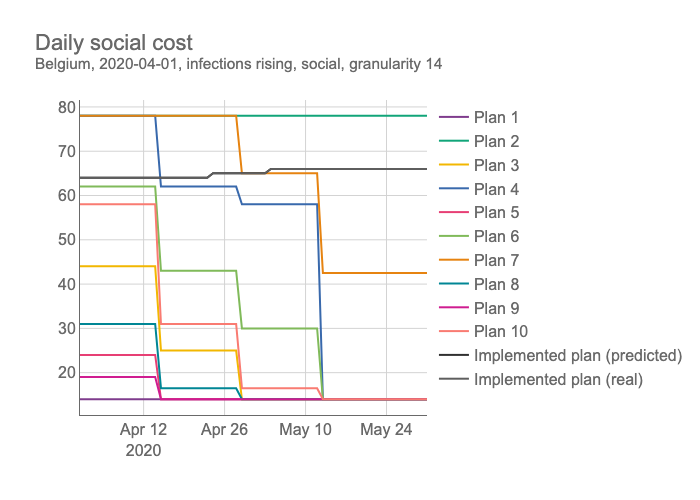 Daily social cost
Belgium, 2020-04-01, infections rising, social, granularity 14
80
70
60
50
40
30
20
Apr 12
2020
Apr 26
May 10
May 24
Plan 1
Plan 2
Plan 3
Plan 4
Plan 5
Plan 6
Plan 7
Plan 8
Plan 9
Plan 10
Implemented plan (predicted)
Implemented plan (real)